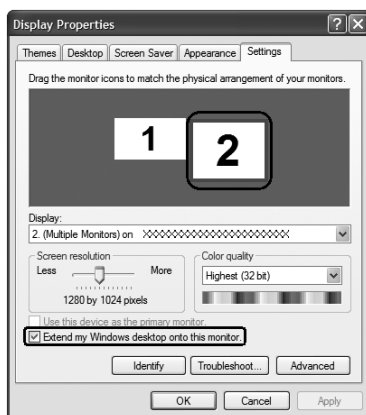 Display Properties
Themes Desktop Screen Saver Appearance Settings
Drag the monitor icons to match the physical arrangement of your monitors.
1 2
Display:
2. (Multiple Monitors) on XXXXXXXXXXXXXXXXXXXXXXX
Screen resolution Color quality
Less More Highest (32 bit)
1280 by 1024 pixels
Use this device as the primary monitor.
Extend my Windows desktop onto this monitor.
Identify Troubleshoot... Advanced
OK Cancel Apply